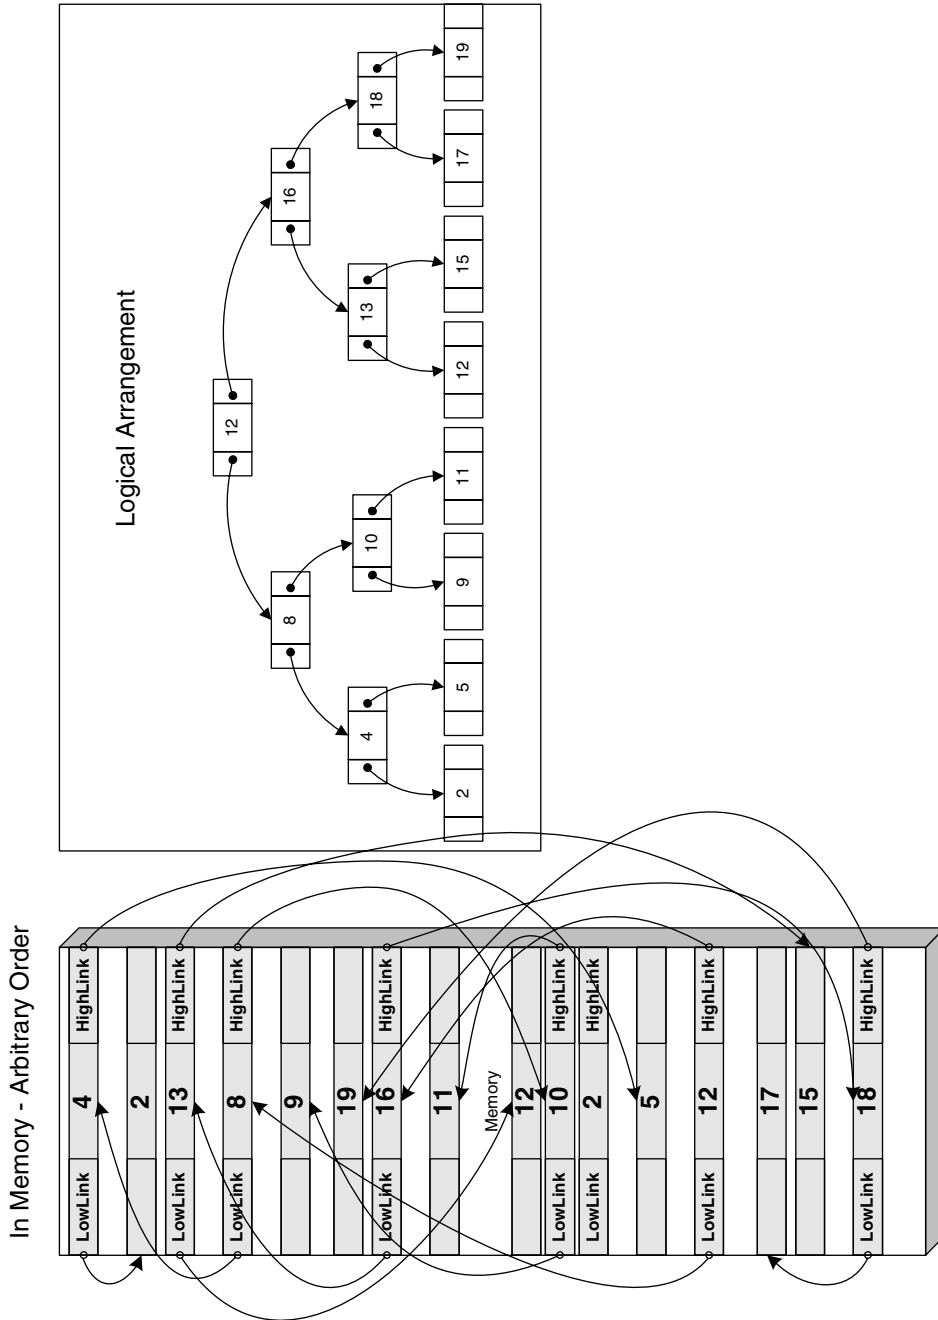 In Memory - Arbitrary Order
LowLink 4 HighLink
2
LowLink 13 HighLink
LowLink 8 HighLink
9
19
LowLink 16 HighLink
11
Memory
12
LowLink 10 HighLink
LowLink 2 HighLink
5
LowLink 12 HighLink
17
15
LowLink 18 HighLink
Logical Arrangement
12
8 16
4 10 13 18
2 5 9 11 12 15 17 19